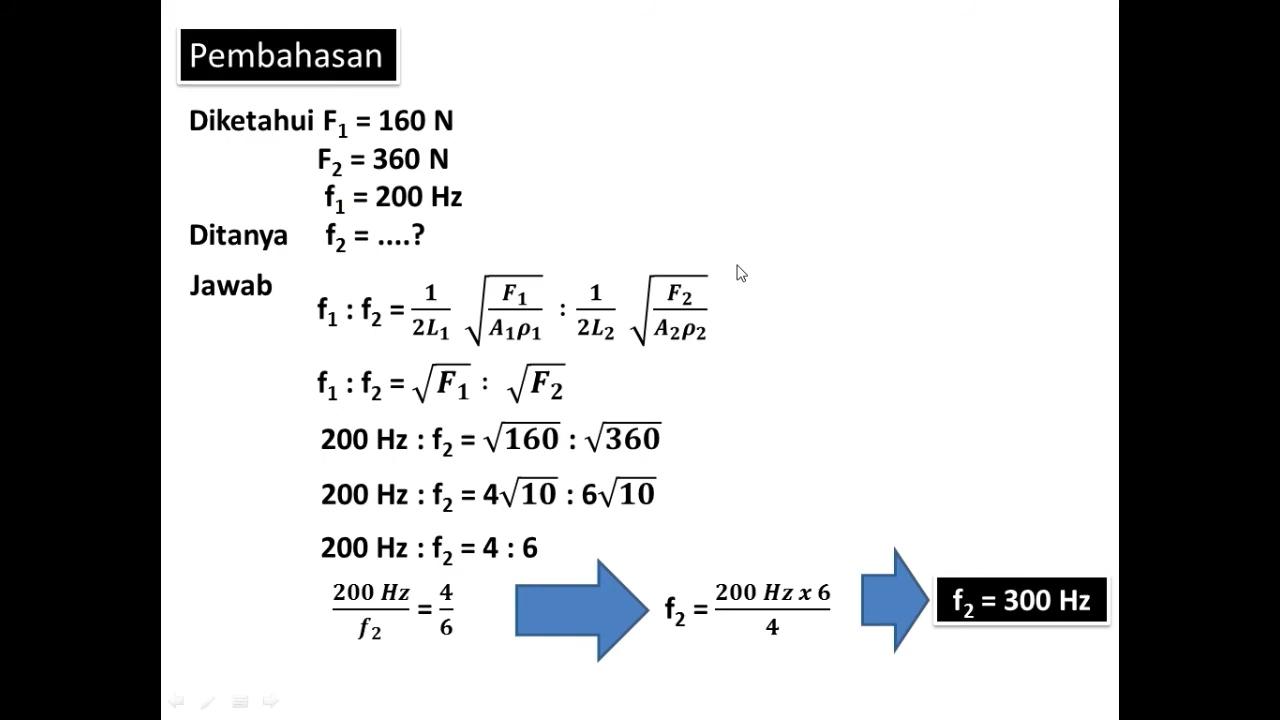 Pembahasan
Diketahui F₁ = 160 N
F₂ = 360 N
f₁ = 200 Hz
Ditanya f₂ = ....?
Jawab f₁ : f₂ = 1/2L₁ √(F₁/A₁ρ₁) : 1/2L₂ √(F₂/A₂ρ₂)
f₁ : f₂ = √F₁ : √F₂
200 Hz : f₂ = √160 : √360
200 Hz : f₂ = 4√10 : 6√10
200 Hz : f₂ = 4 : 6
200 Hz/f₂ = 4/6 f₂ = 200 Hz x 6/4 f₂ = 300 Hz